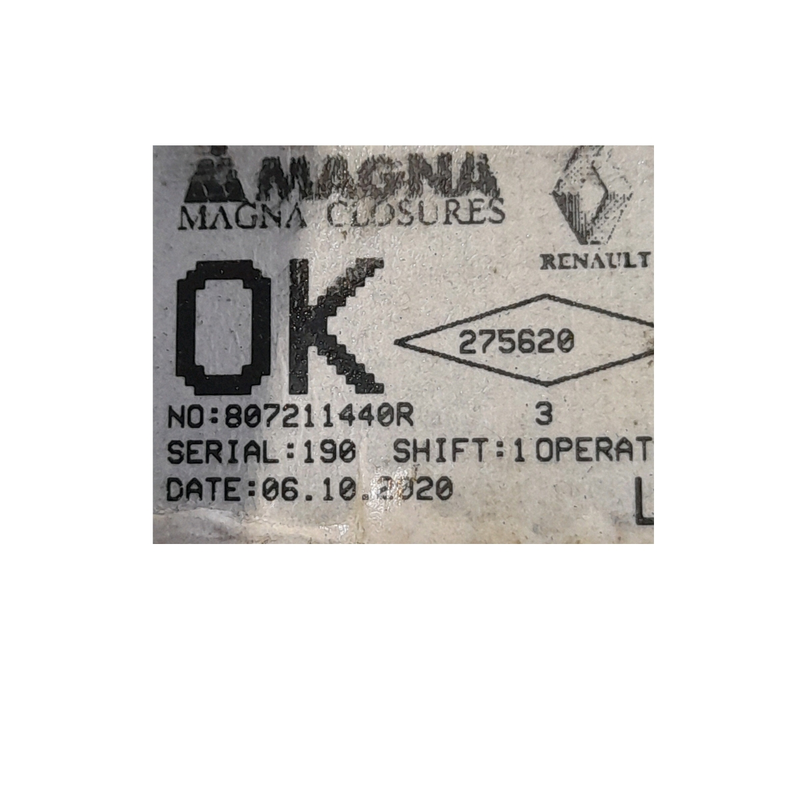 MAGNA
MAGNA CLOSURES
RENAULT
OK
275620
NO:807211440R 3
SERIAL:190 SHIFT:1 OPERAT
DATE:06.10.2020
L